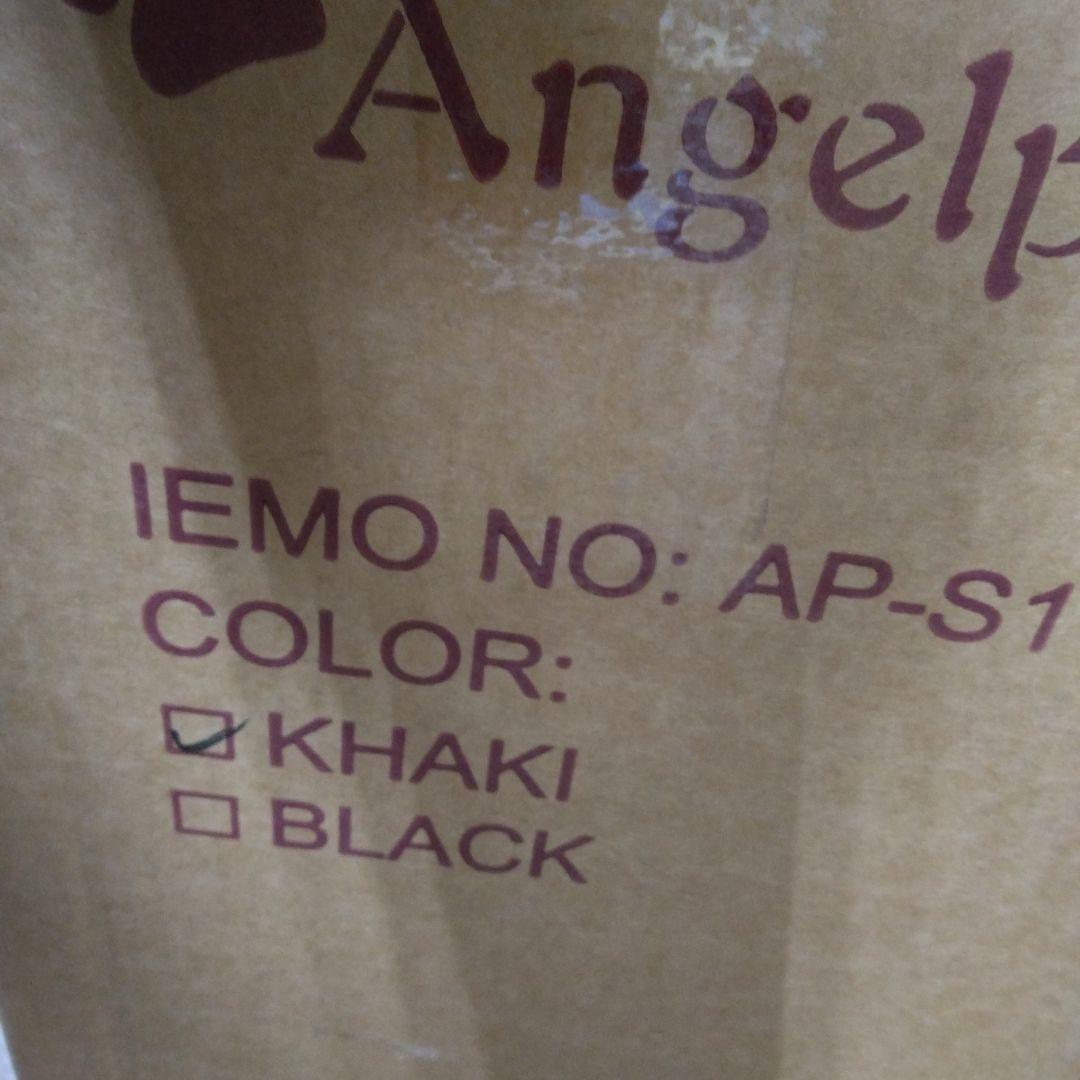 Angelp
IEMO NO: AP-S1
COLOR:
☑ KHAKI
☐ BLACK